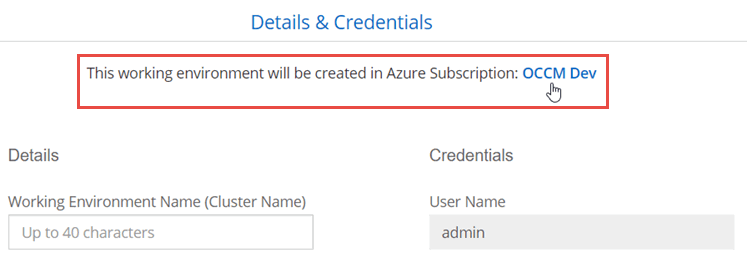 Details & Credentials
This working environment will be created in Azure Subscription: OCCM Dev
Details
Credentials
Working Environment Name (Cluster Name)
User Name
Up to 40 characters
admin